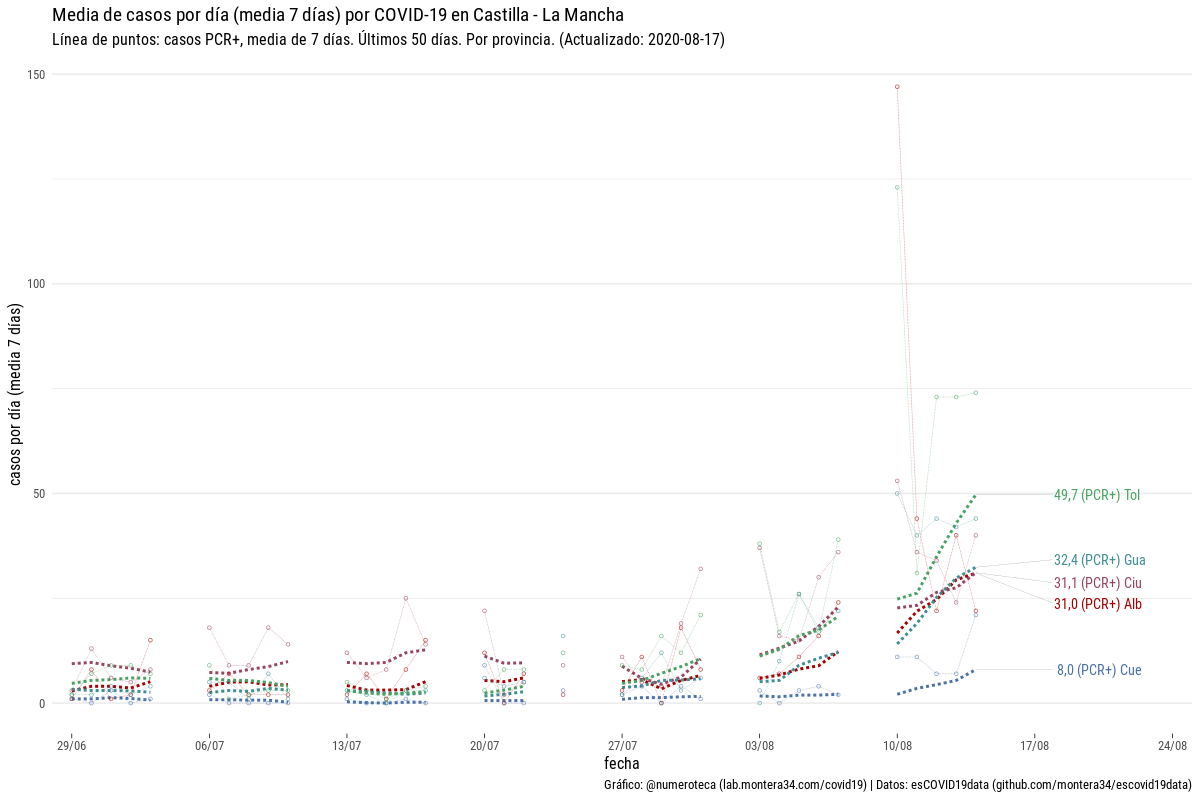 Media de casos por día (media 7 días) por COVID-19 en Castilla - La Mancha
Línea de puntos: casos PCR+, media de 7 días. Últimos 50 días. Por provincia. (Actualizado: 2020-08-17)
casos por día (media 7 días)
150
100
50
0
49,7 (PCR+) Tol
32,4 (PCR+) Gua
31,1 (PCR+) Ciu
31,0 (PCR+) Alb
8,0 (PCR+) Cue
29/06 06/07 13/07 20/07 27/07 03/08 10/08 17/08 24/08
fecha
Gráfico: @numeroteca (lab.montera34.com/covid19) | Datos: esCOVID19data (github.com/montera34/escovid19data)